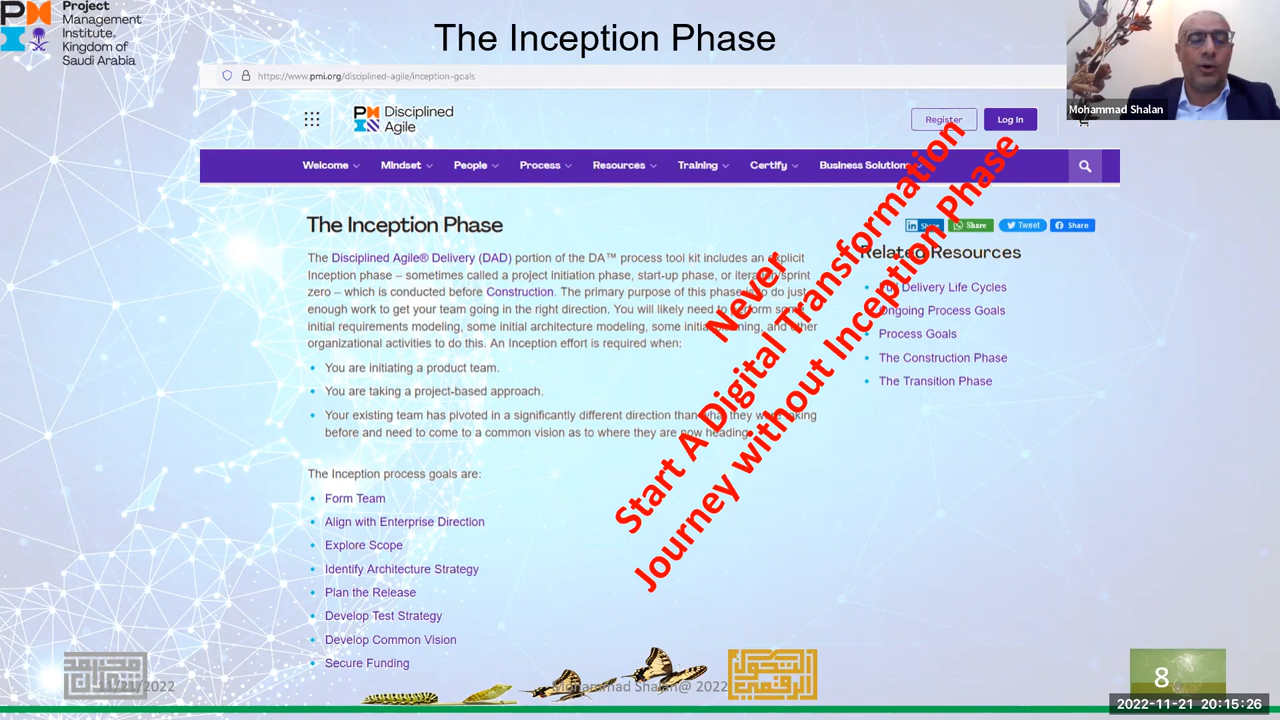 Project
Management
Institute.
Kingdom of
Saudi Arabia
The Inception Phase
Mohammad Shalan
https://www.pmi.org/disciplined-agile/inception-goals
Disciplined
Agile
Register
Log In
Welcome
Mindset
People
Process
Resources
Training
Certify
Business Solutions
The Inception Phase
Share
Share
Tweet
Share
Related Resources
The Disciplined Agile® Delivery (DAD) portion of the DA™ process tool kit includes an explicit
Inception phase – sometimes called a project initiation phase, start-up phase, or iteration/sprint
zero – which is conducted before Construction. The primary purpose of this phase is to do just
enough work to get your team going in the right direction. You will likely need to perform some
initial requirements modeling, some initial architecture modeling, some initial planning, and other
organizational activities to do this. An Inception effort is required when:
• You are initiating a product team.
• You are taking a project-based approach.
• Your existing team has pivoted in a significantly different direction than what they were taking
before and need to come to a common vision as to where they are now heading.
The Inception process goals are:
• Form Team
• Align with Enterprise Direction
• Explore Scope
• Identify Architecture Strategy
• Plan the Release
• Develop Test Strategy
• Develop Common Vision
• Secure Funding
• Full Delivery Life Cycles
• Ongoing Process Goals
• Process Goals
• The Construction Phase
• The Transition Phase
Never
Start A Digital Transformation
Journey without Inception Phase
11/21/2022
Mohammad Shalan@ 2022
8
2022-11-21 20:15:26